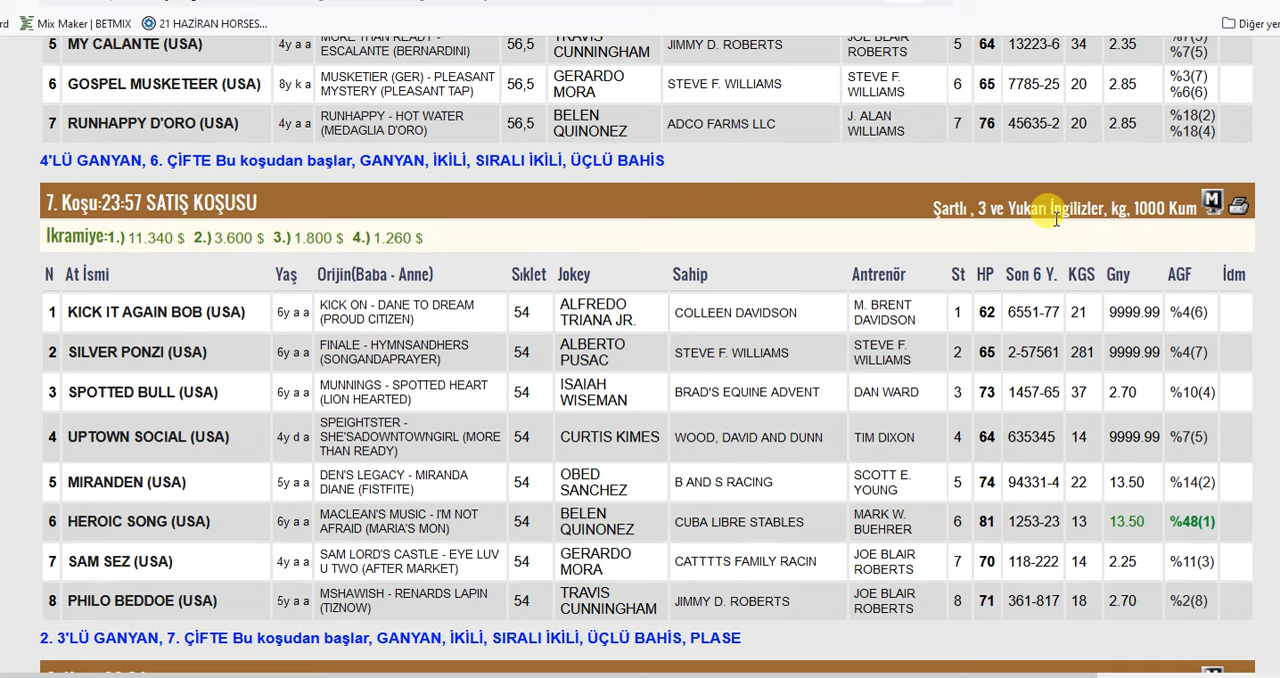 rd Mix Maker | BETMIX 21 HAZİRAN HORSES... Diğer yer
5 MY CALANTE (USA) 4y a a MORE THAN READY - ESCALANTE (BERNARDINI) 56,5 TRAVIS CUNNINGHAM JIMMY D. ROBERTS JOE BLAIR ROBERTS 5 64 13223-6 34 2.35 %7(5)
6 GOSPEL MUSKETEER (USA) 8y k a MUSKETIER (GER) - PLEASANT MYSTERY (PLEASANT TAP) 56,5 GERARDO MORA STEVE F. WILLIAMS STEVE F. WILLIAMS 6 65 7785-25 20 2.85 %3(7) %6(6)
7 RUNHAPPY D'ORO (USA) 4y a a RUNHAPPY - HOT WATER (MEDAGLIA D'ORO) 56,5 BELEN QUINONEZ ADCO FARMS LLC J. ALAN WILLIAMS 7 76 45635-2 20 2.85 %18(2) %18(4)
4'LÜ GANYAN, 6. ÇİFTE Bu koşudan başlar, GANYAN, İKİLİ, SIRALI İKİLİ, ÜÇLÜ BAHİS
7. Koşu:23:57 SATIŞ KOŞUSU Şartlı , 3 ve Yukarı İngilizler, kg, 1000 Kum
İkramiye:1.) 11.340 $ 2.) 3.600 $ 3.) 1.800 $ 4.) 1.260 $
N At İsmi Yaş Orijin(Baba - Anne) Sıklet Jokey Sahip Antrenör St HP Son 6 Y. KGS Gny AGF İdm
1 KICK IT AGAIN BOB (USA) 6y a a KICK ON - DANE TO DREAM (PROUD CITIZEN) 54 ALFREDO TRIANA JR. COLLEEN DAVIDSON M. BRENT DAVIDSON 1 62 6551-77 21 9999.99 %4(6)
2 SILVER PONZI (USA) 6y a a FINALE - HYMNSANDHERS (SONGANDAPRAYER) 54 ALBERTO PUSAC STEVE F. WILLIAMS STEVE F. WILLIAMS 2 65 2-57561 281 9999.99 %4(7)
3 SPOTTED BULL (USA) 6y a a MUNNINGS - SPOTTED HEART (LION HEARTED) 54 ISAIAH WISEMAN BRAD'S EQUINE ADVENT DAN WARD 3 73 1457-65 37 2.70 %10(4)
4 UPTOWN SOCIAL (USA) 4y d a SPEIGHTSTER - SHE'SADOWNTOWNGIRL (MORE THAN READY) 54 CURTIS KIMES WOOD, DAVID AND DUNN TIM DIXON 4 64 635345 14 9999.99 %7(5)
5 MIRANDEN (USA) 5y a a DEN'S LEGACY - MIRANDA DIANE (FISTFITE) 54 OBED SANCHEZ B AND S RACING SCOTT E. YOUNG 5 74 94331-4 22 13.50 %14(2)
6 HEROIC SONG (USA) 6y a a MACLEAN'S MUSIC - I'M NOT AFRAID (MARIA'S MON) 54 BELEN QUINONEZ CUBA LIBRE STABLES MARK W. BUEHRER 6 81 1253-23 13 13.50 %48(1)
7 SAM SEZ (USA) 4y a a SAM LORD'S CASTLE - EYE LUV U TWO (AFTER MARKET) 54 GERARDO MORA CATTTTS FAMILY RACIN JOE BLAIR ROBERTS 7 70 118-222 14 2.25 %11(3)
8 PHILO BEDDOE (USA) 5y a a MSHAWISH - RENARDS LAPIN (TIZNOW) 54 TRAVIS CUNNINGHAM JIMMY D. ROBERTS JOE BLAIR ROBERTS 8 71 361-817 18 2.70 %2(8)
2. 3'LÜ GANYAN, 7. ÇİFTE Bu koşudan başlar, GANYAN, İKİLİ, SIRALI İKİLİ, ÜÇLÜ BAHİS, PLASE